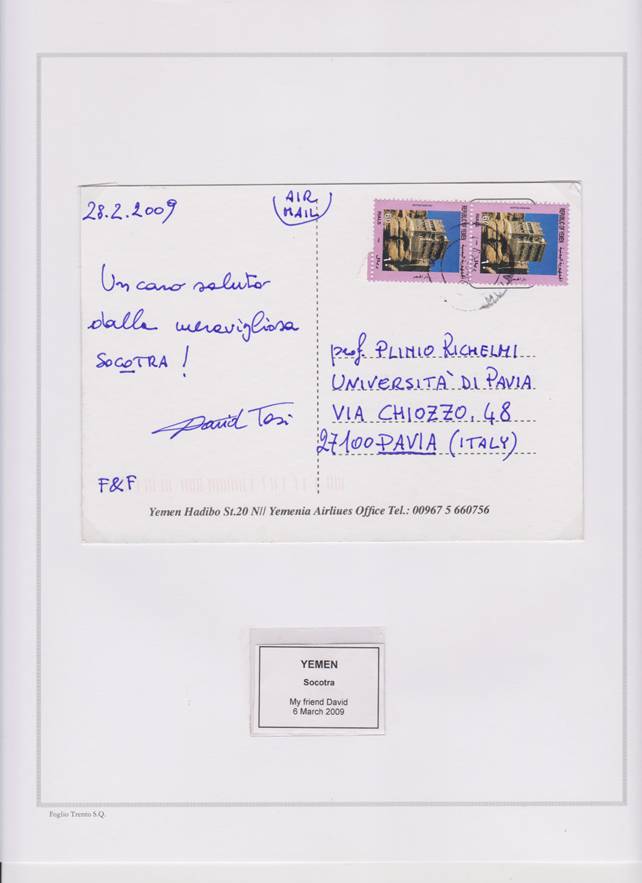 28.2.2009
AIR
MAIL
Un caro saluto
dalla meravigliosa
SOCOTRA !
David Tosi
F&F
prof. PLINIO RICHELMI
UNIVERSITÀ DI PAVIA
VIA CHIOZZO, 48
27100 PAVIA (ITALY)
Yemen Hadibo St.20 N// Yemenia Airliues Office Tel.: 00967 5 660756
YEMEN
Socotra
My friend David
6 March 2009
Foglio Trento S.Q.